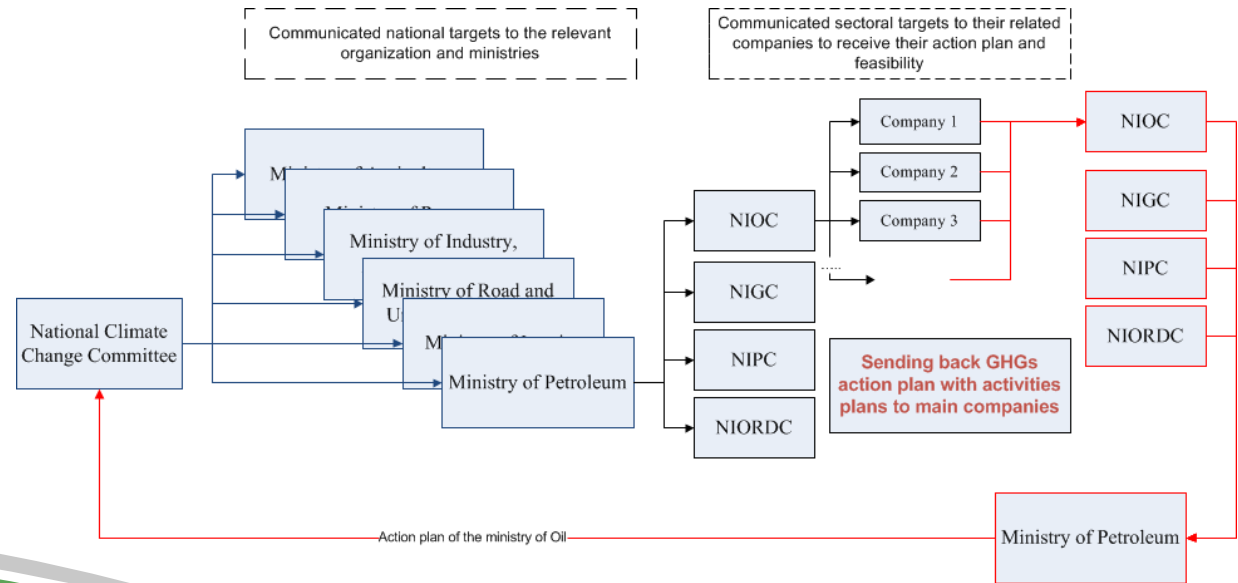 Communicated national targets to the relevant
organization and ministries
Communicated sectoral targets to their related
companies to receive their action plan and
feasibility
Ministry of Industry,
Ministry of Road and
National Climate
Change Committee
Ministry of Petroleum
NIOC
NIGC
NIPC
NIORDC
Company 1
Company 2
Company 3
.....
Sending back GHGs
action plan with activities
plans to main companies
NIOC
NIGC
NIPC
NIORDC
Action plan of the ministry of Oil
Ministry of Petroleum